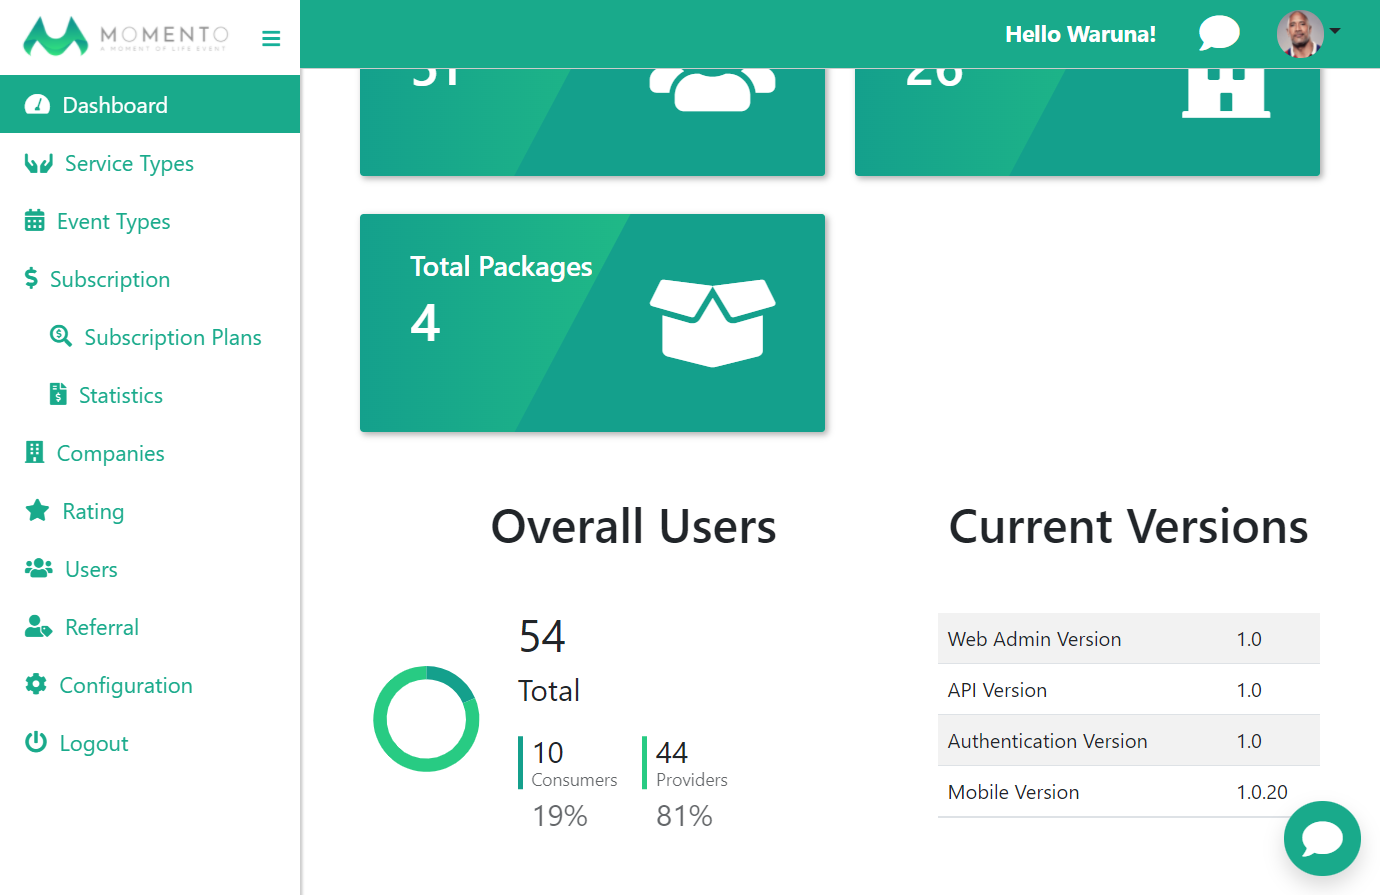 MOMENTO
A MOMENT OF LIFE EVENT
Hello Waruna!
Dashboard
Service Types
Event Types
Subscription
Subscription Plans
Statistics
Companies
Rating
Users
Referral
Configuration
Logout
Total Packages
4
Overall Users
54
Total
10
Consumers
19%
44
Providers
81%
Current Versions
Web Admin Version 1.0
API Version 1.0
Authentication Version 1.0
Mobile Version 1.0.20